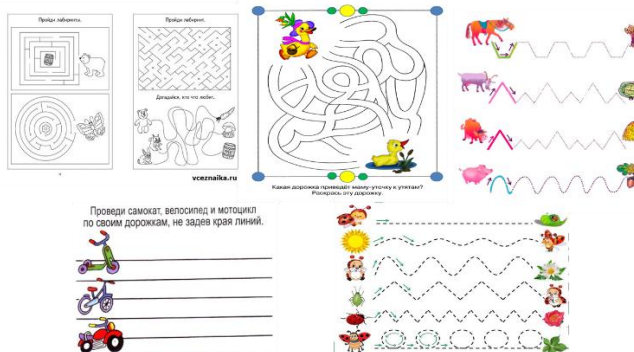 Пройди лабиринты.
Пройди лабиринт.
Догадайся, кто что любит.
vceznaika.ru
Какая дорожка приведёт маму-уточку к утятам?
Раскрась эту дорожку.
Проведи самокат, велосипед и мотоцикл
по своим дорожкам, не задев края линий.